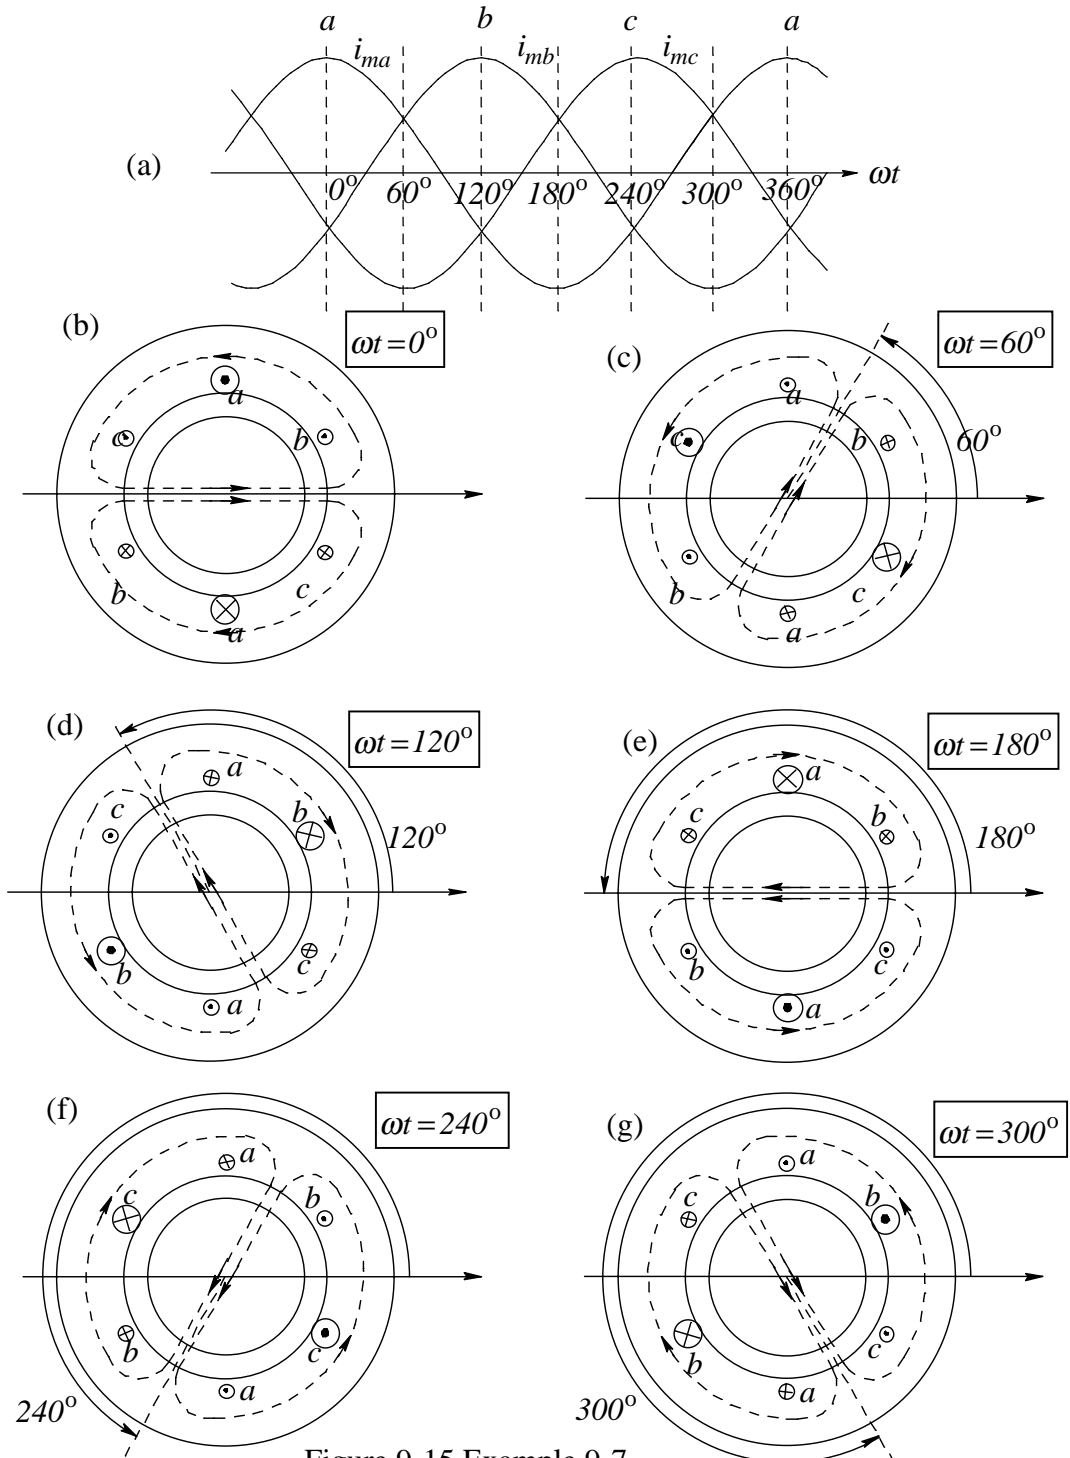 a b c a
i_ma i_mb i_mc
(a)
0° 60° 120° 180° 240° 300° 360° ωt
(b) ωt=0°
a
c b
b c
a
(c) ωt=60°
a
c b 60°
b c
a
(d) ωt=120°
a
c b
120°
b c
a
(e) ωt=180°
a
c b 180°
b c
a
(f) ωt=240°
a
c b
b c
a
240°
(g) ωt=300°
a
c b
b c
a
300°
Figure 9-15 Example 9-7